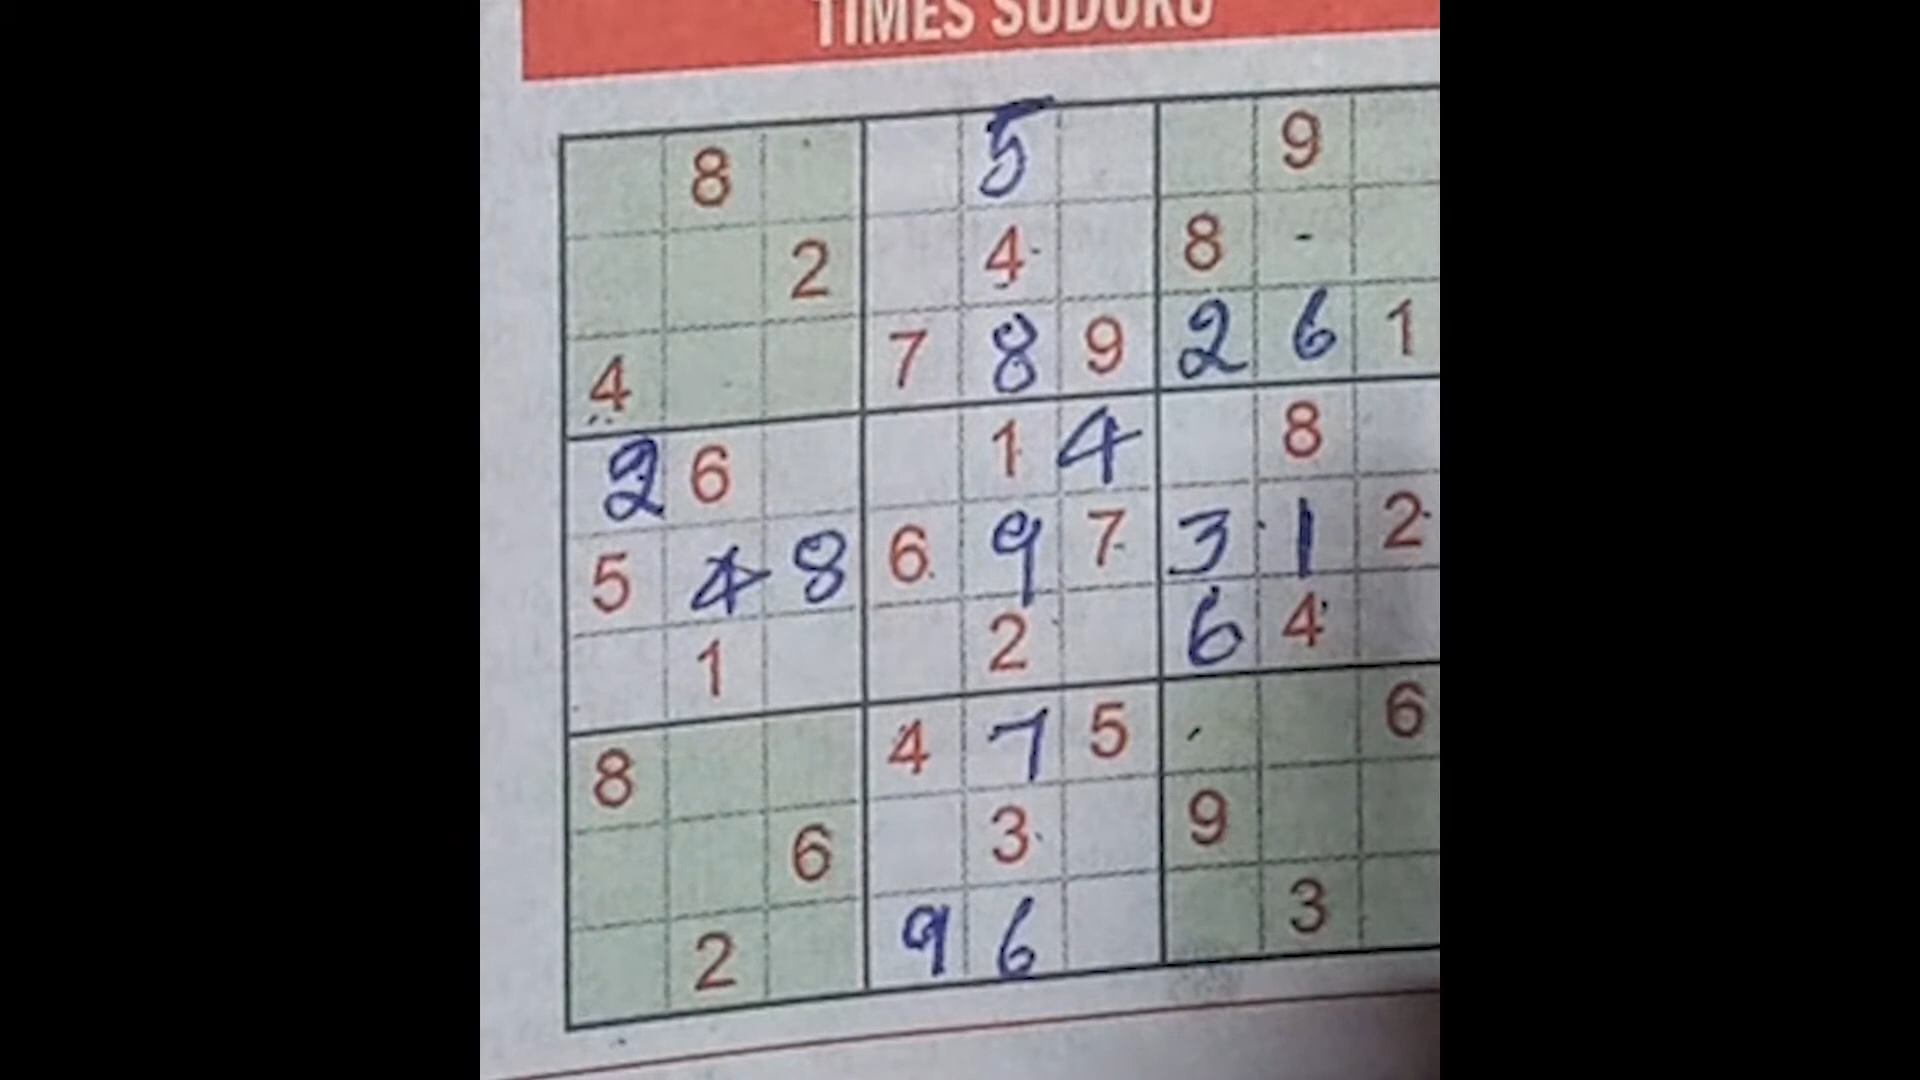 TIMES SUDOKU
8 5 9
2 4 8
4 7 8 9 2 6 1
2 6 1 4 8
5 4 8 6 9 7 3 1 2
1 2 6 4
8 4 7 5 6
6 3 9
2 9 6 3